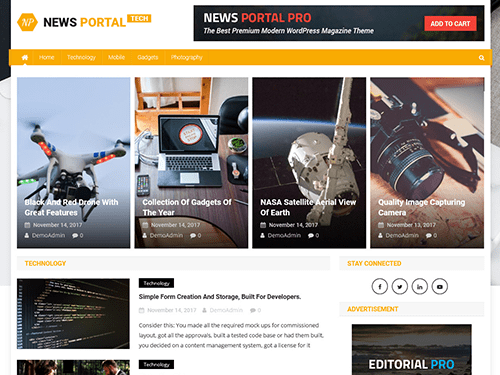 NP NEWS PORTAL TECH
NEWS PORTAL PRO
The Best Premium Modern WordPress Magazine Theme
ADD TO CART
Home Technology Mobile Gadgets Photography
Black And Red Drone With
Great Features
November 14, 2017
DemoAdmin 0
Collection Of Gadgets Of
The Year
November 14, 2017
DemoAdmin 0
NASA Satellite Aerial View
Of Earth
November 14, 2017
DemoAdmin 0
Quality Image Capturing
Camera
November 13, 2017
DemoAdmin 0
TECHNOLOGY
Technology
Simple Form Creation And Storage, Built For Developers.
November 14, 2017 DemoAdmin 0
Consider this: You made all the required mock ups for commissioned
layout, got all the approvals, built a tested code base or had them built,
you decided on a content management system, got a license for it
Technology
STAY CONNECTED
ADVERTISEMENT
EDITORIAL PRO